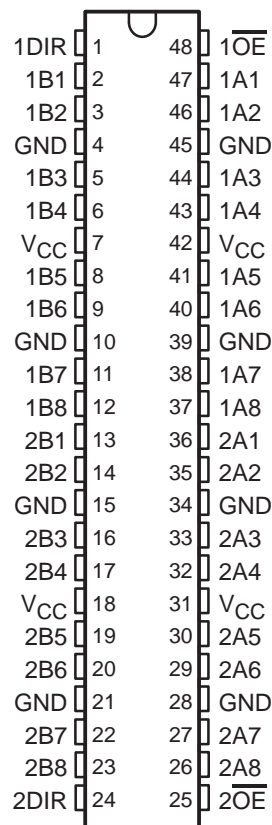 1DIR 1 48 1O̅E̅
1B1 2 47 1A1
1B2 3 46 1A2
GND 4 45 GND
1B3 5 44 1A3
1B4 6 43 1A4
VCC 7 42 VCC
1B5 8 41 1A5
1B6 9 40 1A6
GND 10 39 GND
1B7 11 38 1A7
1B8 12 37 1A8
2B1 13 36 2A1
2B2 14 35 2A2
GND 15 34 GND
2B3 16 33 2A3
2B4 17 32 2A4
VCC 18 31 VCC
2B5 19 30 2A5
2B6 20 29 2A6
GND 21 28 GND
2B7 22 27 2A7
2B8 23 26 2A8
2DIR 24 25 2O̅E̅